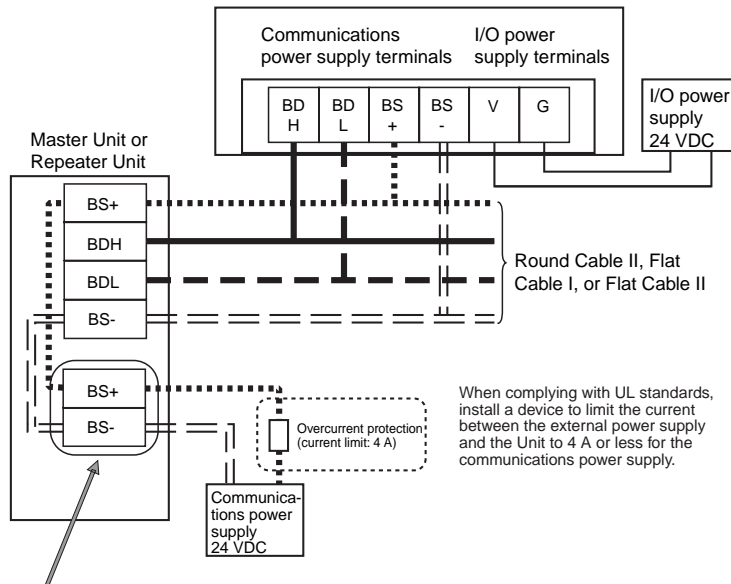 Communications
power supply terminals
I/O power
supply terminals
BD
H
BD
L
BS
+
BS
-
V
G
I/O power
supply
24 VDC
Master Unit or
Repeater Unit
BS+
BDH
BDL
BS-
Round Cable II, Flat
Cable I, or Flat Cable II
BS+
BS-
Overcurrent protection
(current limit: 4 A)
When complying with UL standards,
install a device to limit the current
between the external power supply
and the Unit to 4 A or less for the
communications power supply.
Communica-
tions power
supply
24 VDC